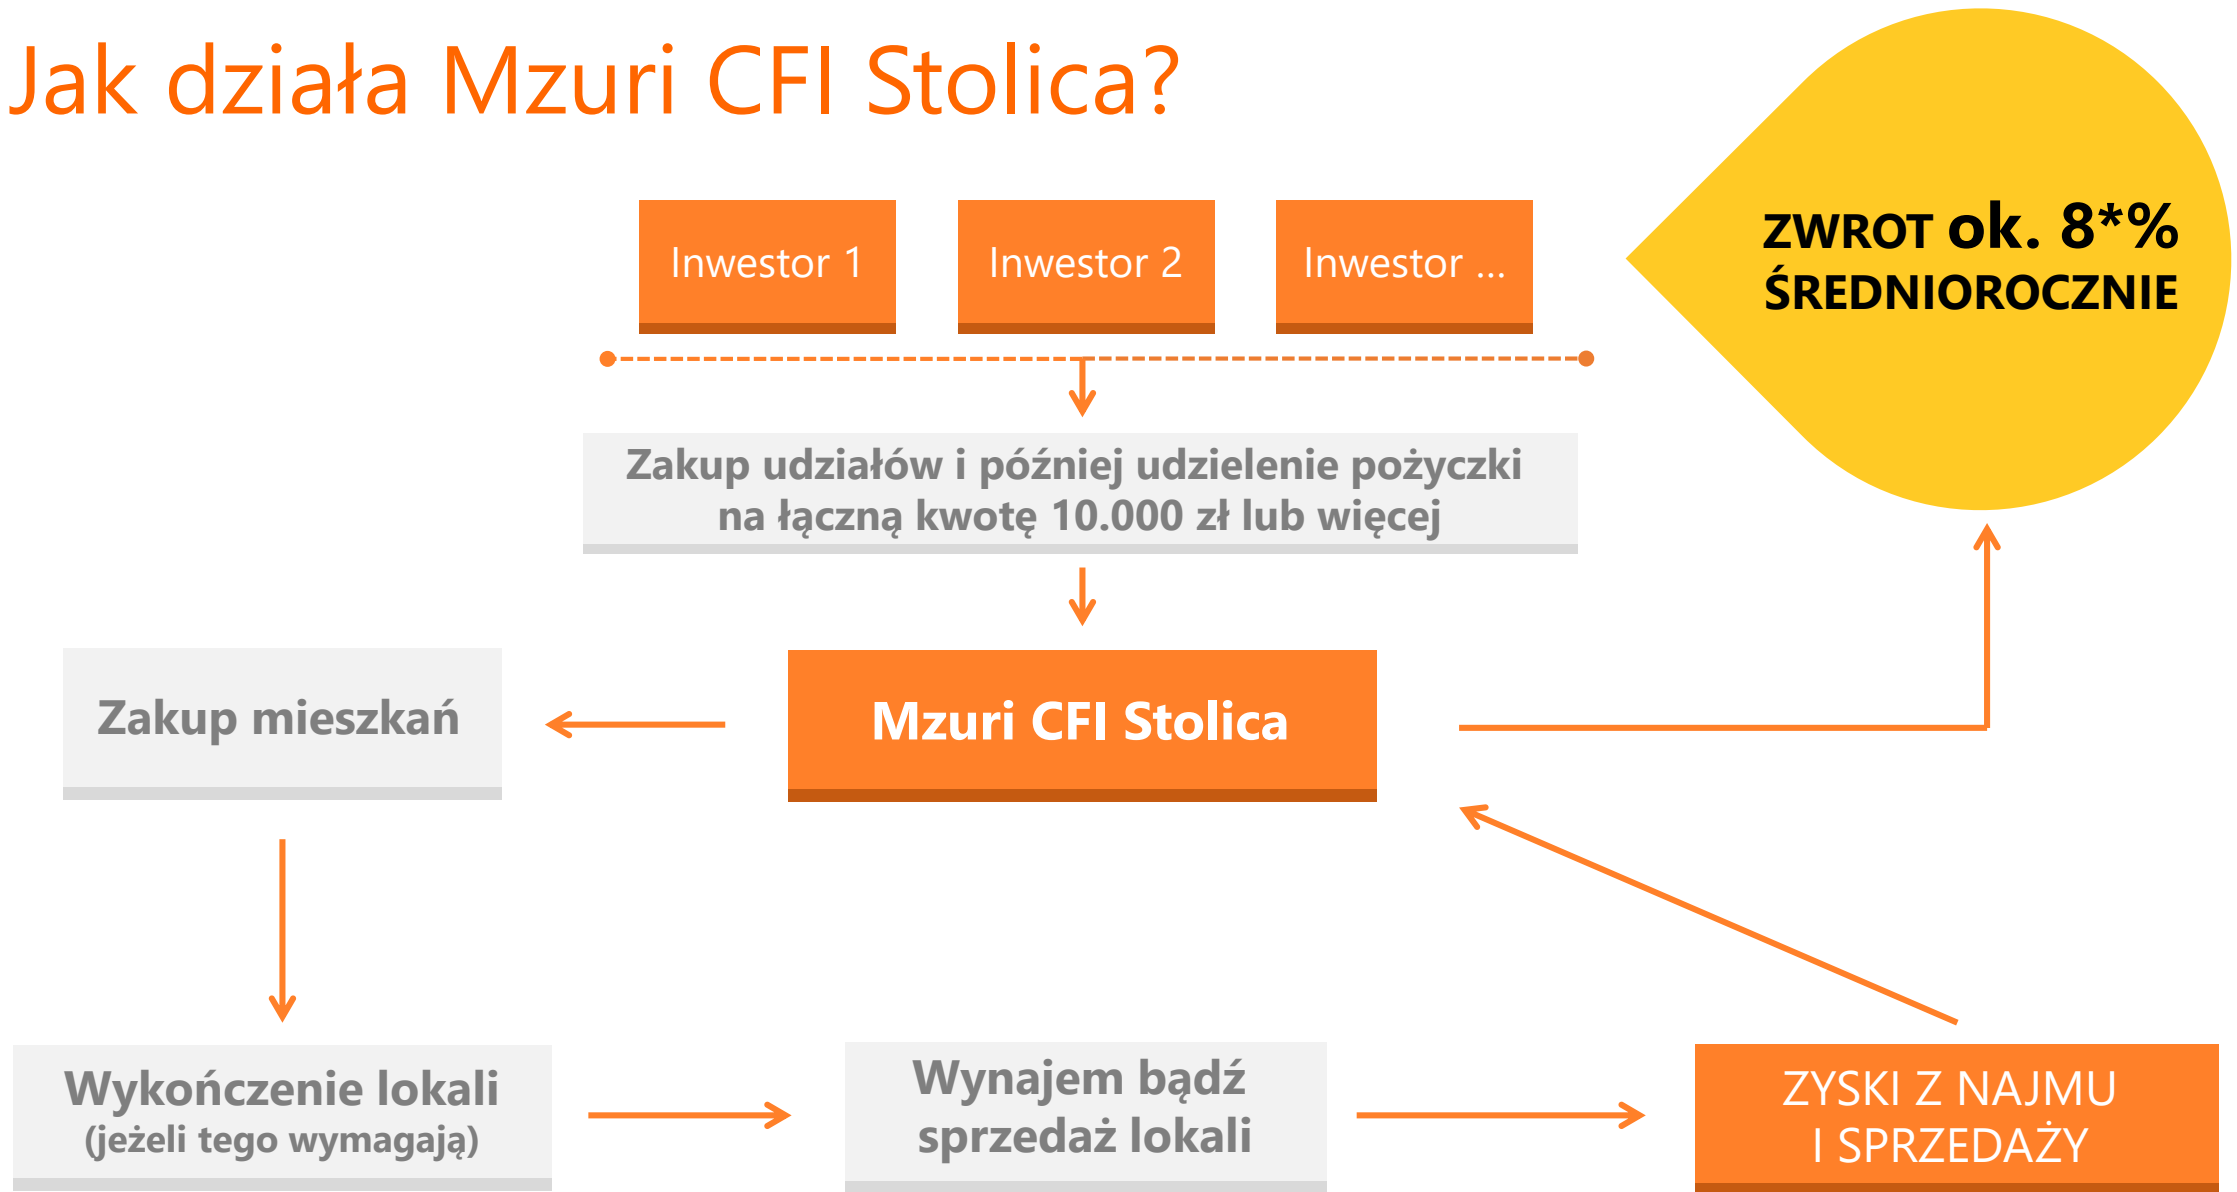 Jak działa Mzuri CFI Stolica?
Inwestor 1
Inwestor 2
Inwestor ...
ZWROT ok. 8*%
ŚREDNIOROCZNIE
Zakup udziałów i później udzielenie pożyczki
na łączną kwotę 10.000 zł lub więcej
Zakup mieszkań
Mzuri CFI Stolica
Wykończenie lokali
(jeżeli tego wymagają)
Wynajem bądź
sprzedaż lokali
ZYSKI Z NAJMU
I SPRZEDAŻY